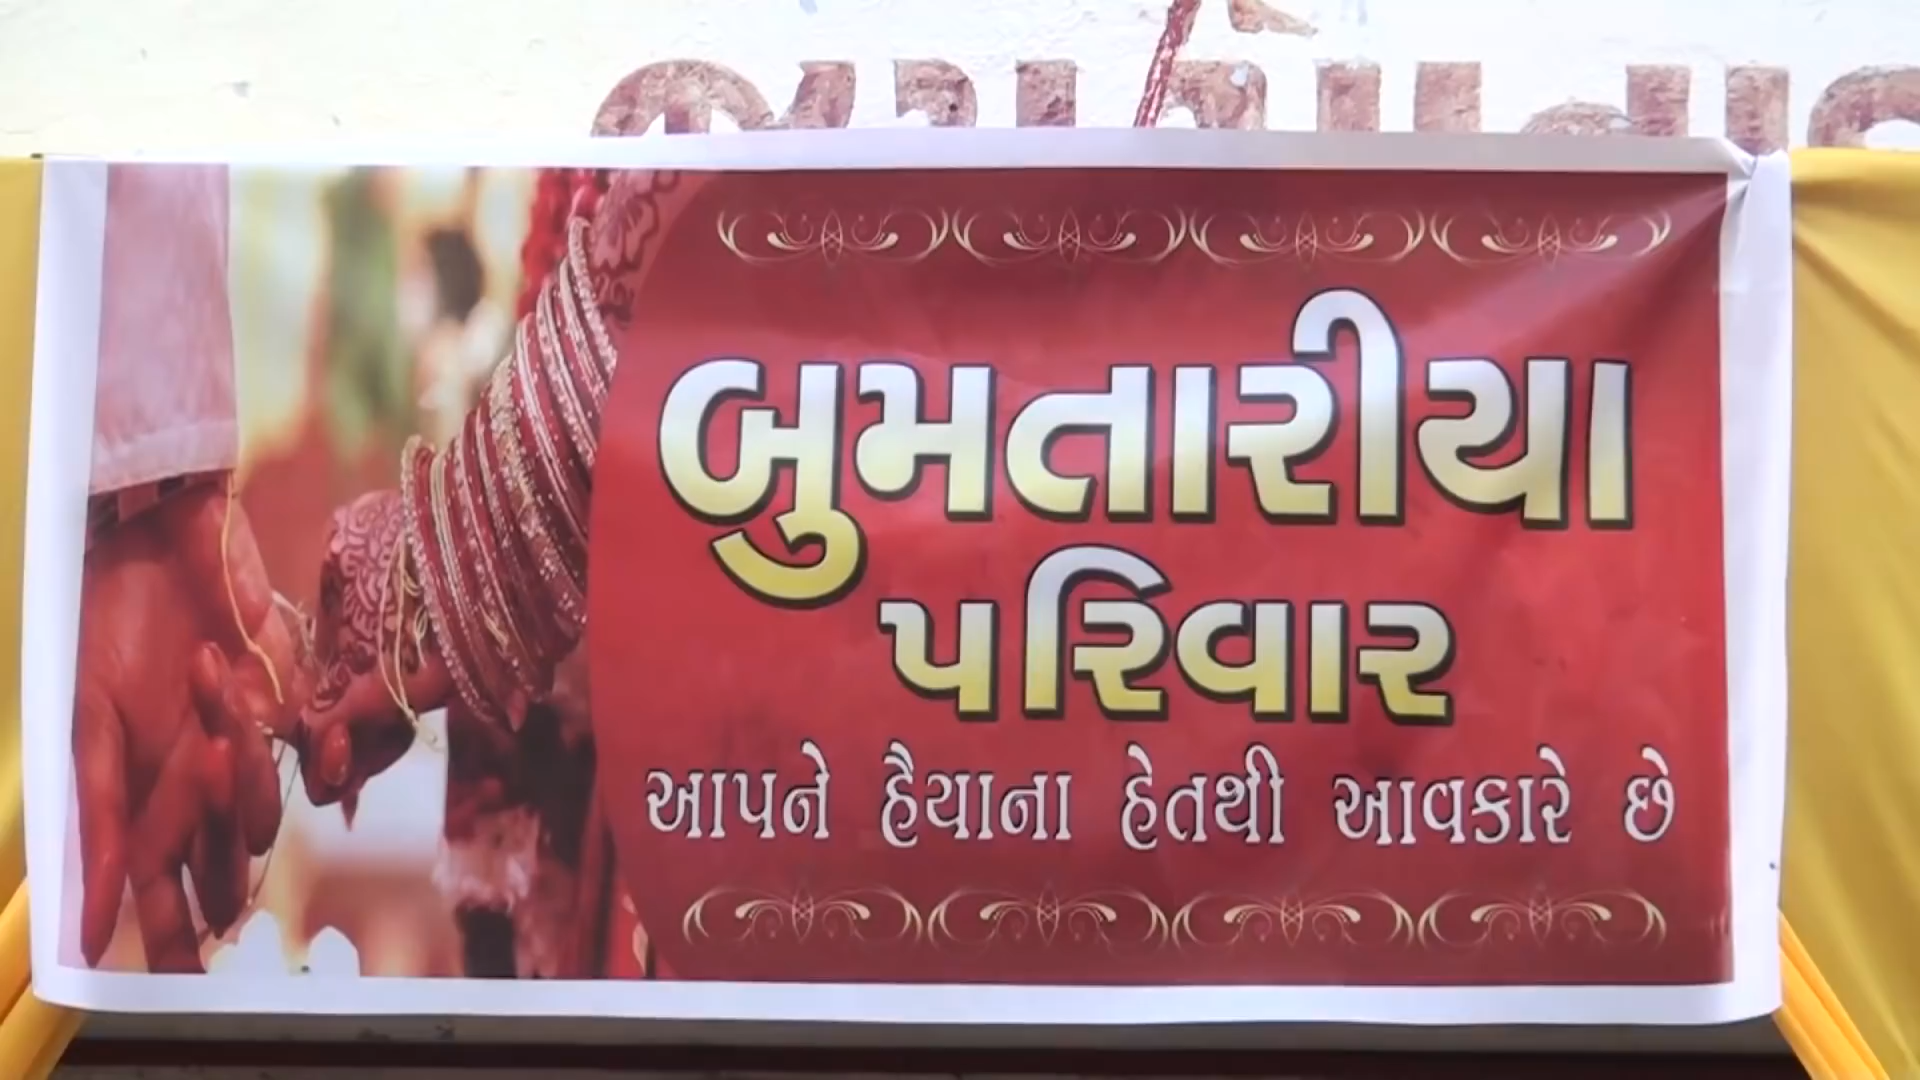 બુમતારીયા
પરિવાર
આપને હૈયાના હેતથી આવકારે છે